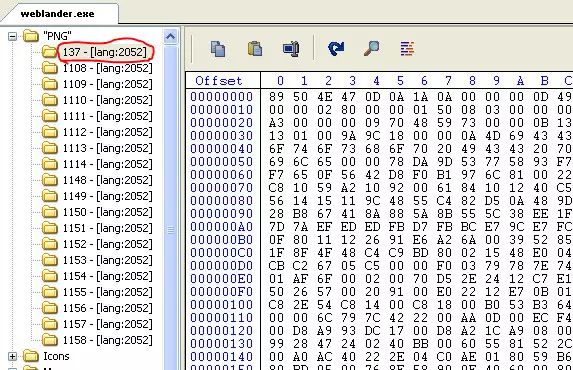 weblander.exe
"PNG"
137 - [lang:2052]
1108 - [lang:2052]
1109 - [lang:2052]
1110 - [lang:2052]
1111 - [lang:2052]
1112 - [lang:2052]
1113 - [lang:2052]
1114 - [lang:2052]
1148 - [lang:2052]
1149 - [lang:2052]
1150 - [lang:2052]
1151 - [lang:2052]
1152 - [lang:2052]
1153 - [lang:2052]
1154 - [lang:2052]
1155 - [lang:2052]
1156 - [lang:2052]
1157 - [lang:2052]
1158 - [lang:2052]
Icons
Offset 0 1 2 3 4 5 6 7 8 9 A B C
00000000 89 50 4E 47 0D 0A 1A 0A 00 00 00 0D 49
00000010 00 00 02 80 00 00 01 50 08 03 00 00 00
00000020 A3 00 00 00 09 70 48 59 73 00 00 0B 13
00000030 13 01 00 9A 9C 18 00 00 0A 4D 69 43 43
00000040 6F 74 6F 73 68 6F 70 20 49 43 43 20 70
00000050 69 6C 65 00 00 78 DA 9D 53 77 58 93 F7
00000060 F7 65 0F 56 42 D8 F0 B1 97 6C 81 00 22
00000070 C8 10 59 A2 10 92 00 61 84 10 12 40 C5
00000080 56 14 15 11 9C 48 55 C4 82 D5 0A 48 9D
00000090 28 B8 67 41 8A 88 5A 8B 55 5C 38 EE 1F
000000A0 7D 7A EF ED ED FB D7 FB BC E7 9C E7 FC
000000B0 0F 80 11 12 26 91 E6 A2 6A 00 39 52 85
000000C0 1F 8F 4F 48 C4 C9 BD 80 02 15 48 E0 04
000000D0 CB C2 67 05 C5 00 00 F0 03 79 78 7E 74
000000E0 01 AF 6F 00 02 00 70 D5 2E 24 12 C7 E1
000000F0 50 26 57 00 20 91 00 E0 22 12 E7 0B 01
00000100 C8 2E 54 C8 14 00 C8 18 00 B0 53 B3 64
00000110 00 00 6C 79 7C 42 22 00 AA 0D 00 EC F4
00000120 00 D8 A9 93 DC 17 00 D8 A2 1C A9 08 00
00000130 99 28 47 24 02 40 BB 00 60 55 81 52 2C
00000140 00 A0 AC 40 22 2E 04 C0 AE 01 80 59 B6